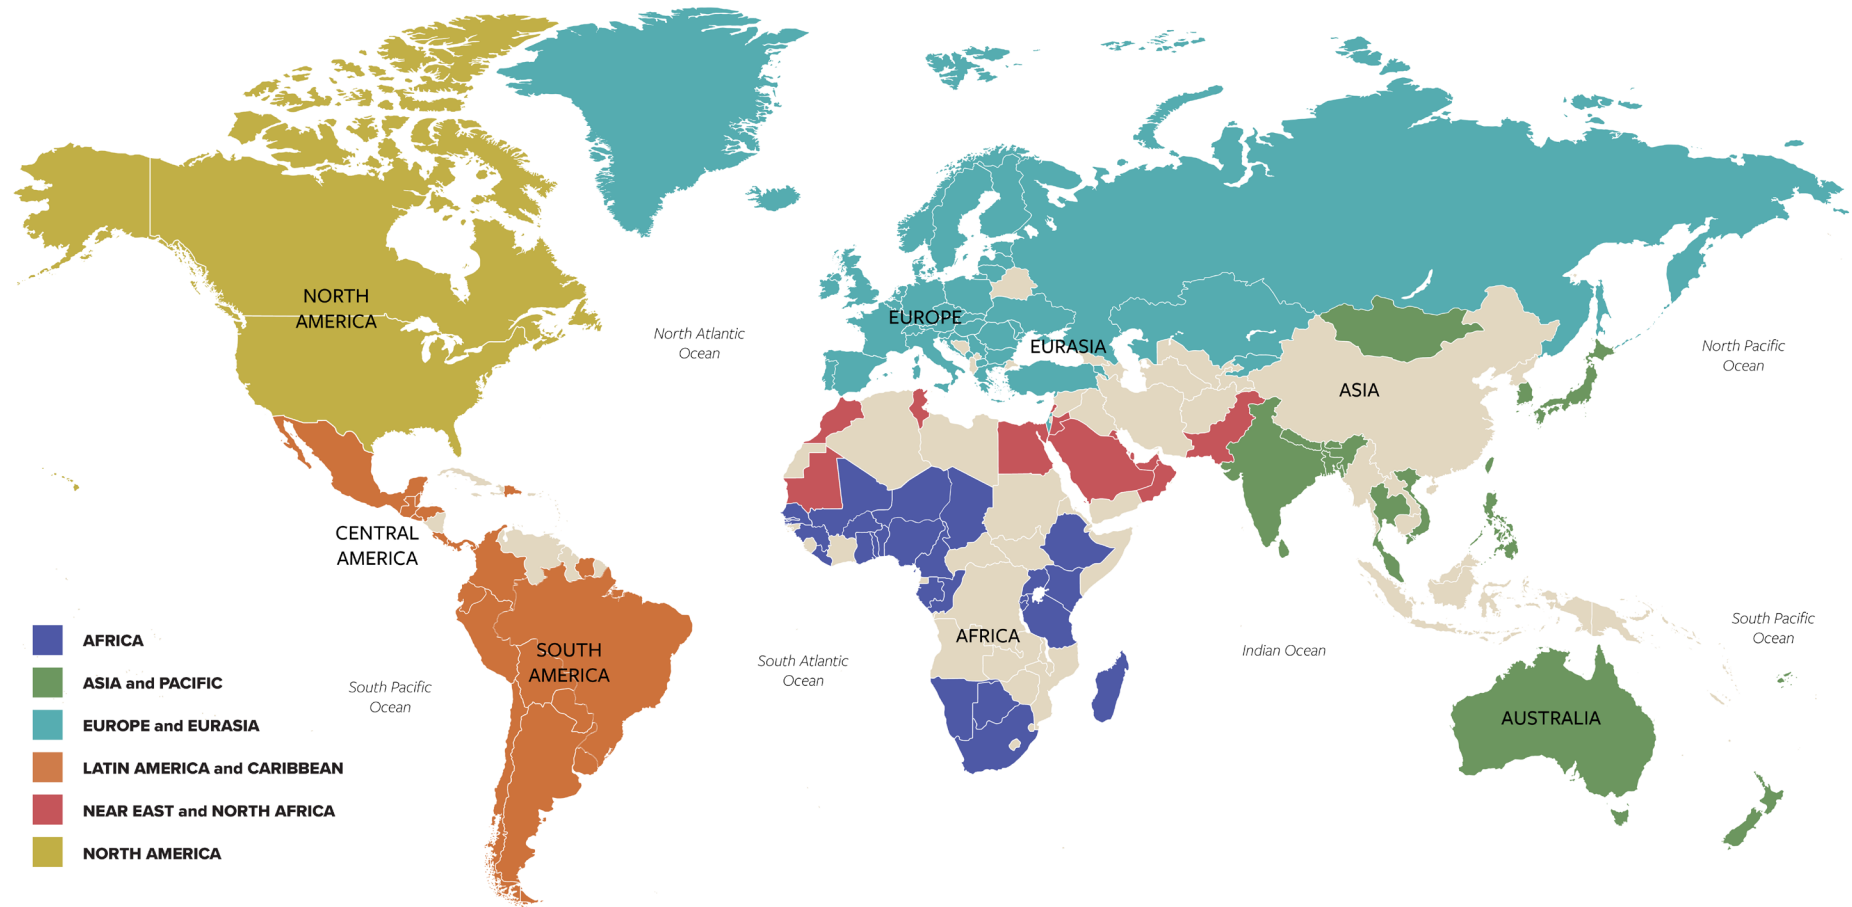 NORTH
AMERICA
EUROPE
EURASIA
North Atlantic
Ocean
North Pacific
Ocean
ASIA
CENTRAL
AMERICA
AFRICA
SOUTH
AMERICA
South Atlantic
Ocean
Indian Ocean
South Pacific
Ocean
South Pacific
Ocean
AUSTRALIA
AFRICA
ASIA and PACIFIC
EUROPE and EURASIA
LATIN AMERICA and CARIBBEAN
NEAR EAST and NORTH AFRICA
NORTH AMERICA